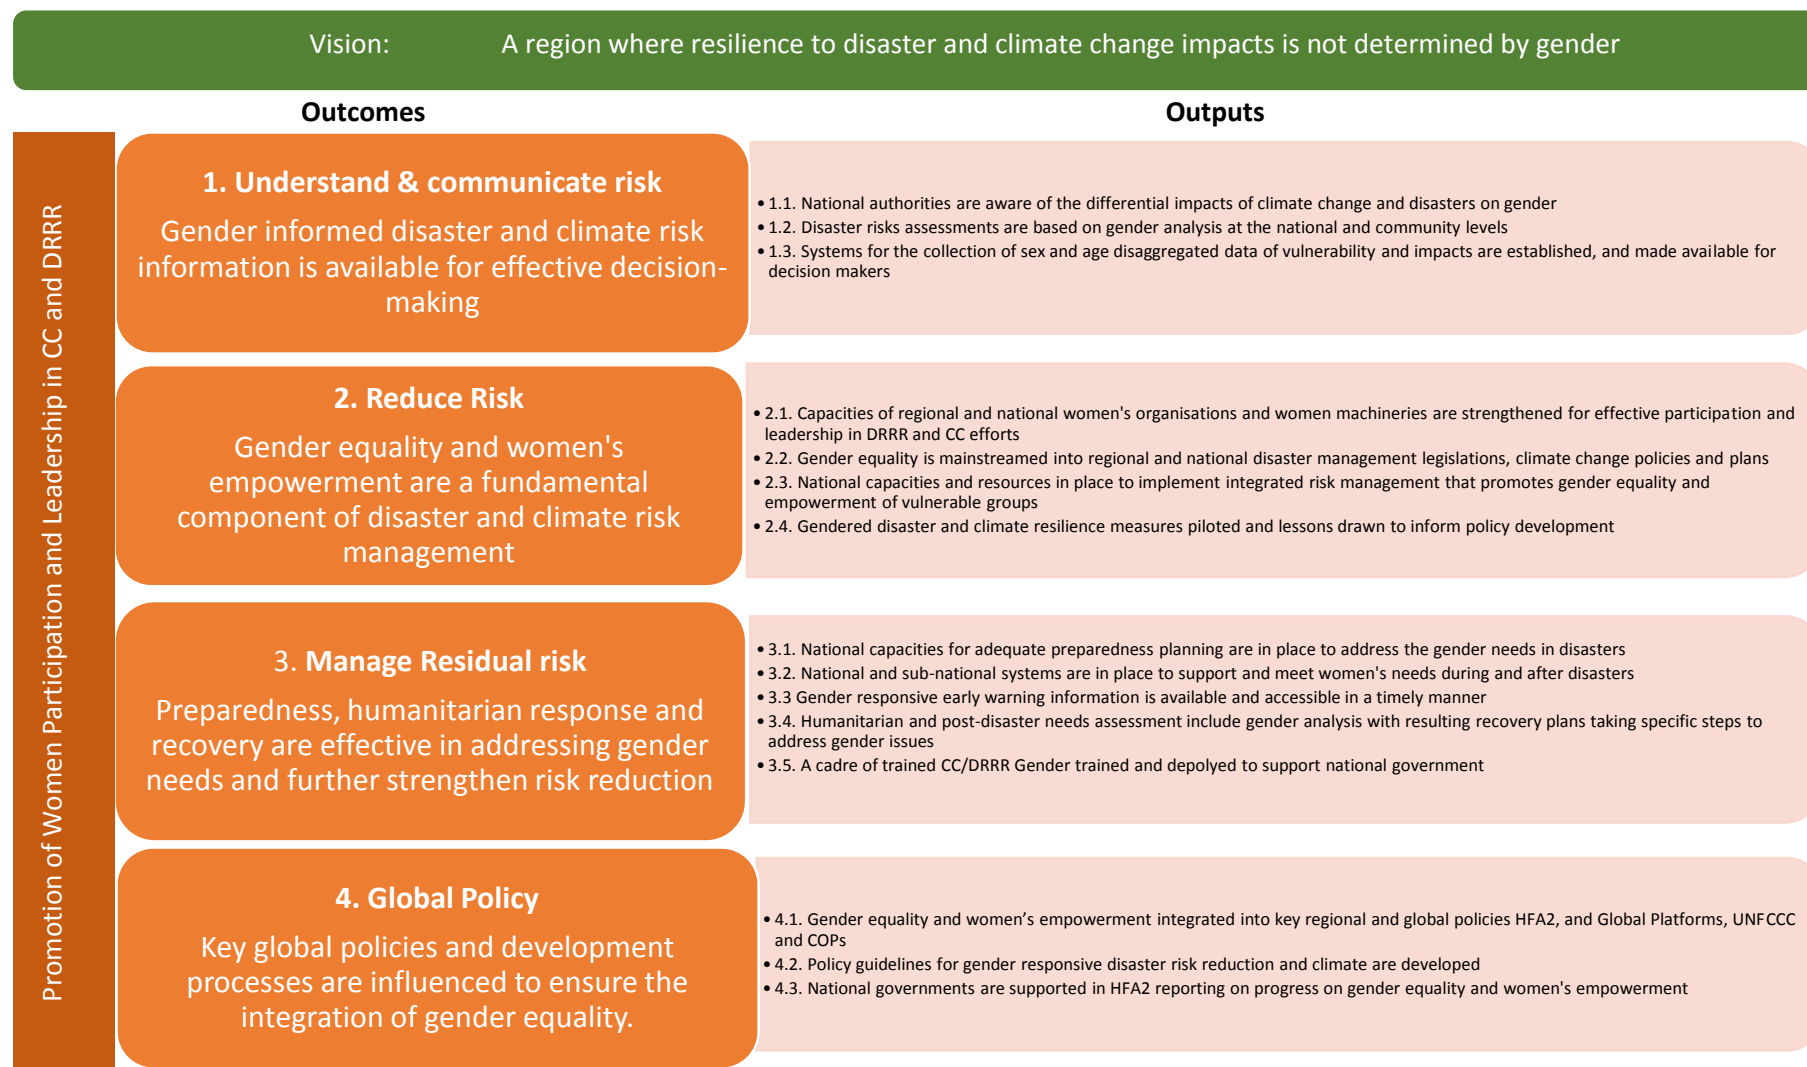 Vision: A region where resilience to disaster and climate change impacts is not determined by gender
Outcomes
Outputs
Promotion of Women Participation and Leadership in CC and DRRR
1. Understand & communicate risk
Gender informed disaster and climate risk
information is available for effective decision-
making
• 1.1. National authorities are aware of the differential impacts of climate change and disasters on gender
• 1.2. Disaster risks assessments are based on gender analysis at the national and community levels
• 1.3. Systems for the collection of sex and age disaggregated data of vulnerability and impacts are established, and made available for
decision makers
2. Reduce Risk
Gender equality and women's
empowerment are a fundamental
component of disaster and climate risk
management
• 2.1. Capacities of regional and national women's organisations and women machineries are strengthened for effective participation and
leadership in DRRR and CC efforts
• 2.2. Gender equality is mainstreamed into regional and national disaster management legislations, climate change policies and plans
• 2.3. National capacities and resources in place to implement integrated risk management that promotes gender equality and
empowerment of vulnerable groups
• 2.4. Gendered disaster and climate resilience measures piloted and lessons drawn to inform policy development
3. Manage Residual risk
Preparedness, humanitarian response and
recovery are effective in addressing gender
needs and further strengthen risk reduction
• 3.1. National capacities for adequate preparedness planning are in place to address the gender needs in disasters
• 3.2. National and sub-national systems are in place to support and meet women's needs during and after disasters
• 3.3 Gender responsive early warning information is available and accessible in a timely manner
• 3.4. Humanitarian and post-disaster needs assessment include gender analysis with resulting recovery plans taking specific steps to
address gender issues
• 3.5. A cadre of trained CC/DRRR Gender trained and depolyed to support national government
4. Global Policy
Key global policies and development
processes are influenced to ensure the
integration of gender equality.
• 4.1. Gender equality and women’s empowerment integrated into key regional and global policies HFA2, and Global Platforms, UNFCCC
and COPs
• 4.2. Policy guidelines for gender responsive disaster risk reduction and climate are developed
• 4.3. National governments are supported in HFA2 reporting on progress on gender equality and women's empowerment